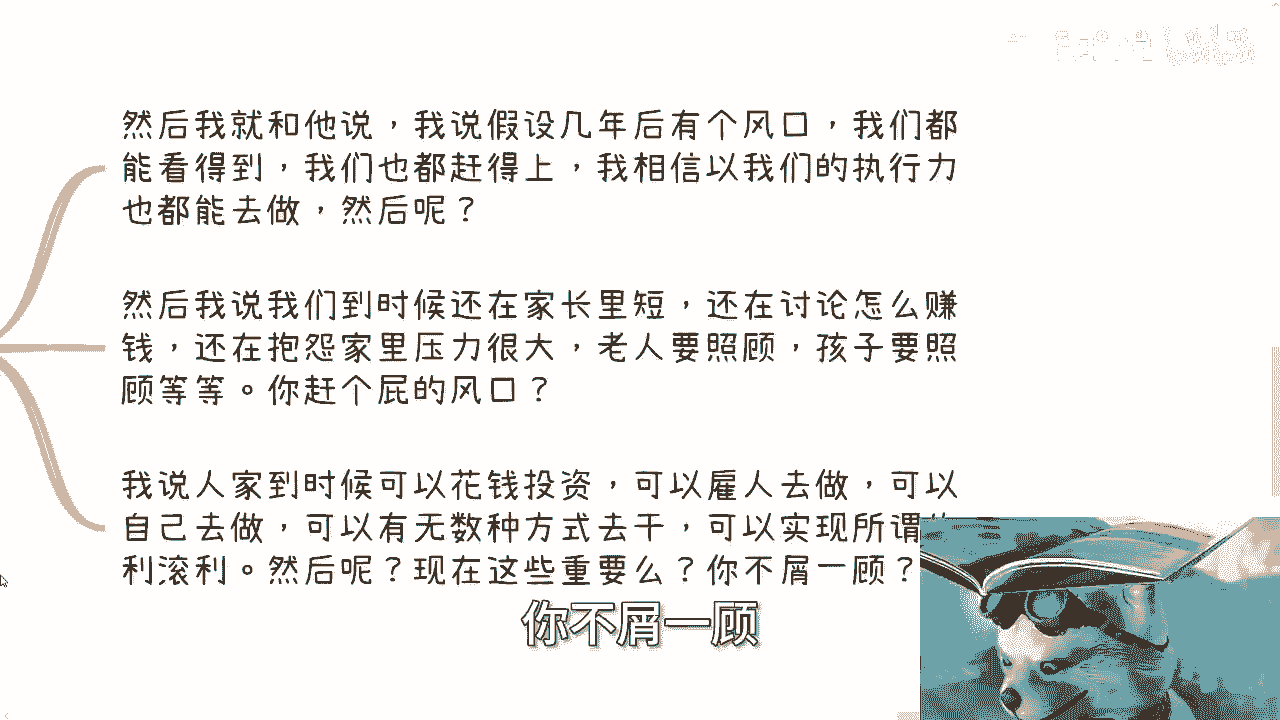 然后我就和他说，我说假设几年后有个风口，我们都
能看得到，我们也都赶得上，我相信以我们的执行力
也都能去做，然后呢？
然后我说我们到时候还在家长里短，还在讨论怎么赚
钱，还在抱怨家里压力很大，老人要照顾，孩子要照
顾等等。你赶个屁的风口？
我说人家到时候可以花钱投资，可以雇人去做，可以
自己去做，可以有无数种方式去干，可以实现所谓
利滚利。然后呢？现在这些重要么？你不屑一顾？
你不屑一顾